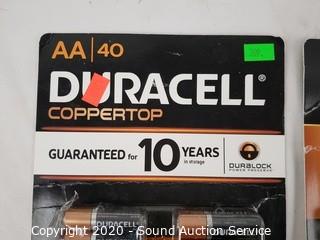 AA | 40
DURACELL®
COPPERTOP
GUARANTEED for 10 YEARS
in storage
DURALOCK
POWER PRESERVE
DURACELL
Copyright 2020 - Sound Auction Service